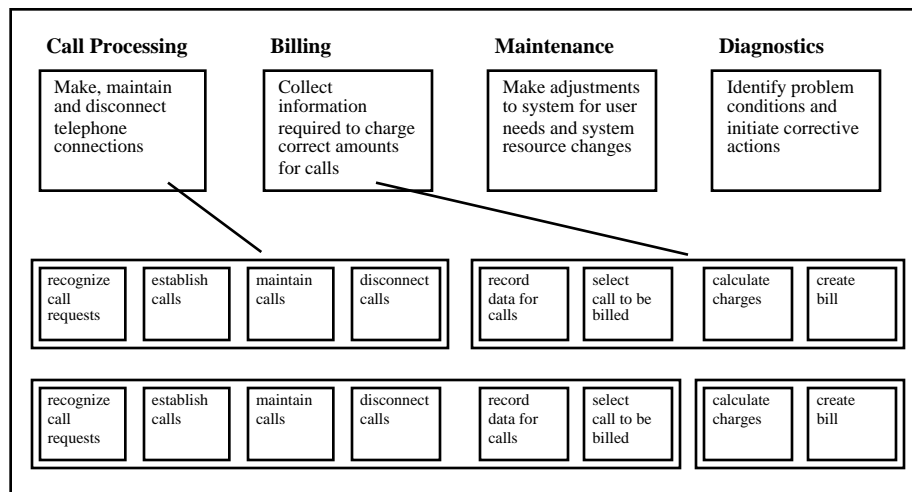 Call Processing
Billing
Maintenance
Diagnostics
Make, maintain
and disconnect
telephone
connections
Collect
information
required to charge
correct amounts
for calls
Make adjustments
to system for user
needs and system
resource changes
Identify problem
conditions and
initiate corrective
actions
recognize
call
requests
establish
calls
maintain
calls
disconnect
calls
record
data for
calls
select
call to be
billed
calculate
charges
create
bill
recognize
call
requests
establish
calls
maintain
calls
disconnect
calls
record
data for
calls
select
call to be
billed
calculate
charges
create
bill